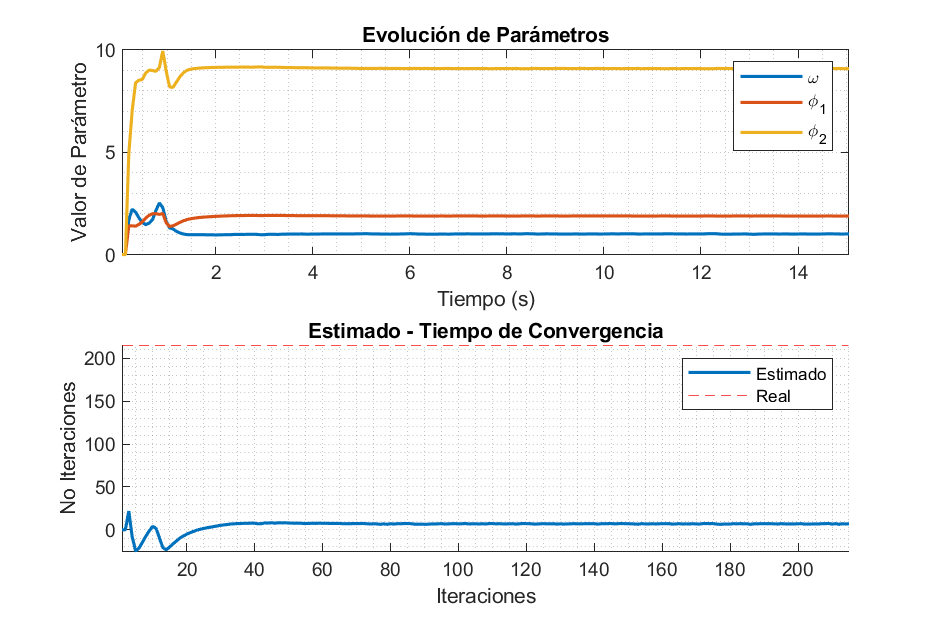 Evolución de Parámetros
Valor de Parámetro
10
5
0
2
4
6
8
10
12
14
Tiempo (s)
ω
ϕ1
ϕ2
Estimado - Tiempo de Convergencia
No Iteraciones
200
150
100
50
0
20
40
60
80
100
120
140
160
180
200
Iteraciones
Estimado
Real